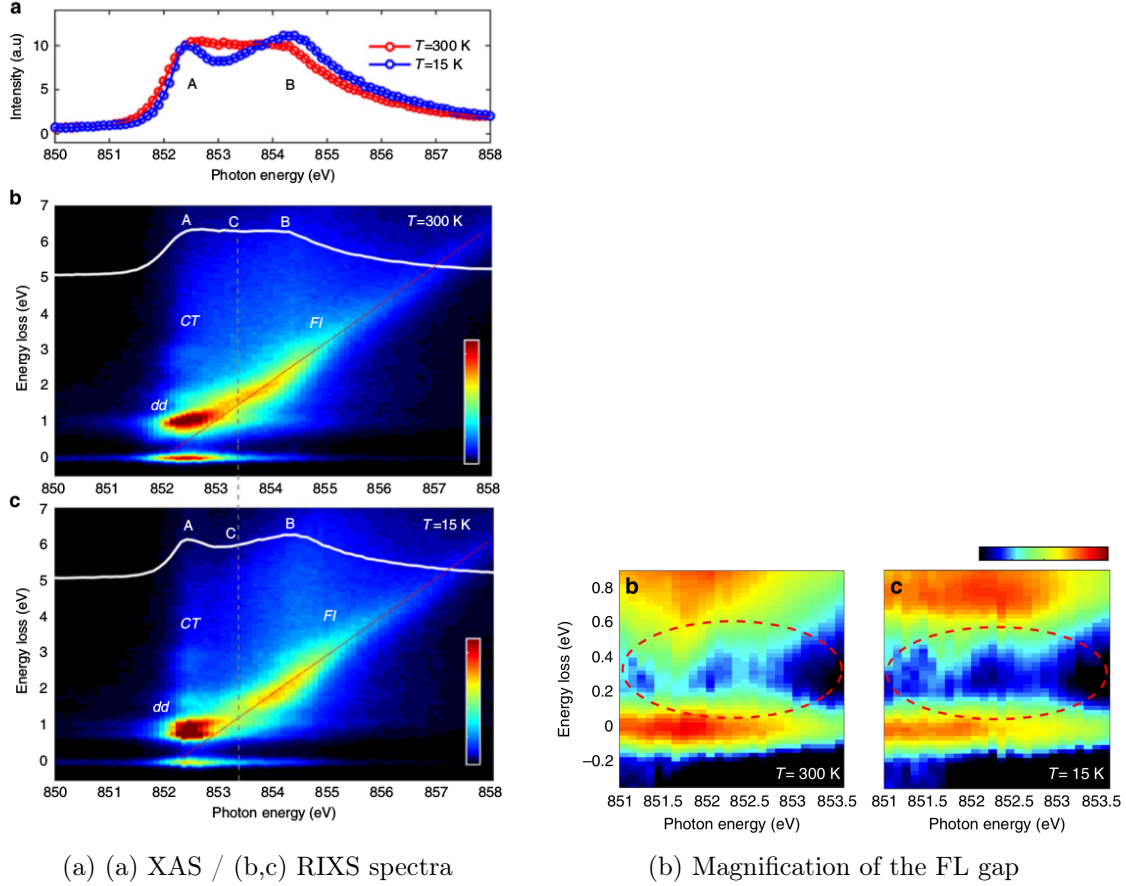 a
Intensity (a.u)
10
5
0
T=300 K
T=15 K
A
B
850 851 852 853 854 855 856 857 858
Photon energy (eV)
b
Energy loss (eV)
7
6
5
4
3
2
1
0
T=300 K
A
C
B
CT
Fl
dd
850 851 852 853 854 855 856 857 858
c
Energy loss (eV)
7
6
5
4
3
2
1
0
T=15 K
A
C
B
CT
Fl
dd
850 851 852 853 854 855 856 857 858
Photon energy (eV)
(a) (a) XAS / (b,c) RIXS spectra
b
Energy loss (eV)
0.8
0.6
0.4
0.2
0
−0.2
T= 300 K
851 851.5 852 852.5 853 853.5
Photon energy (eV)
c
T= 15 K
851 851.5 852 852.5 853 853.5
Photon energy (eV)
(b) Magnification of the FL gap